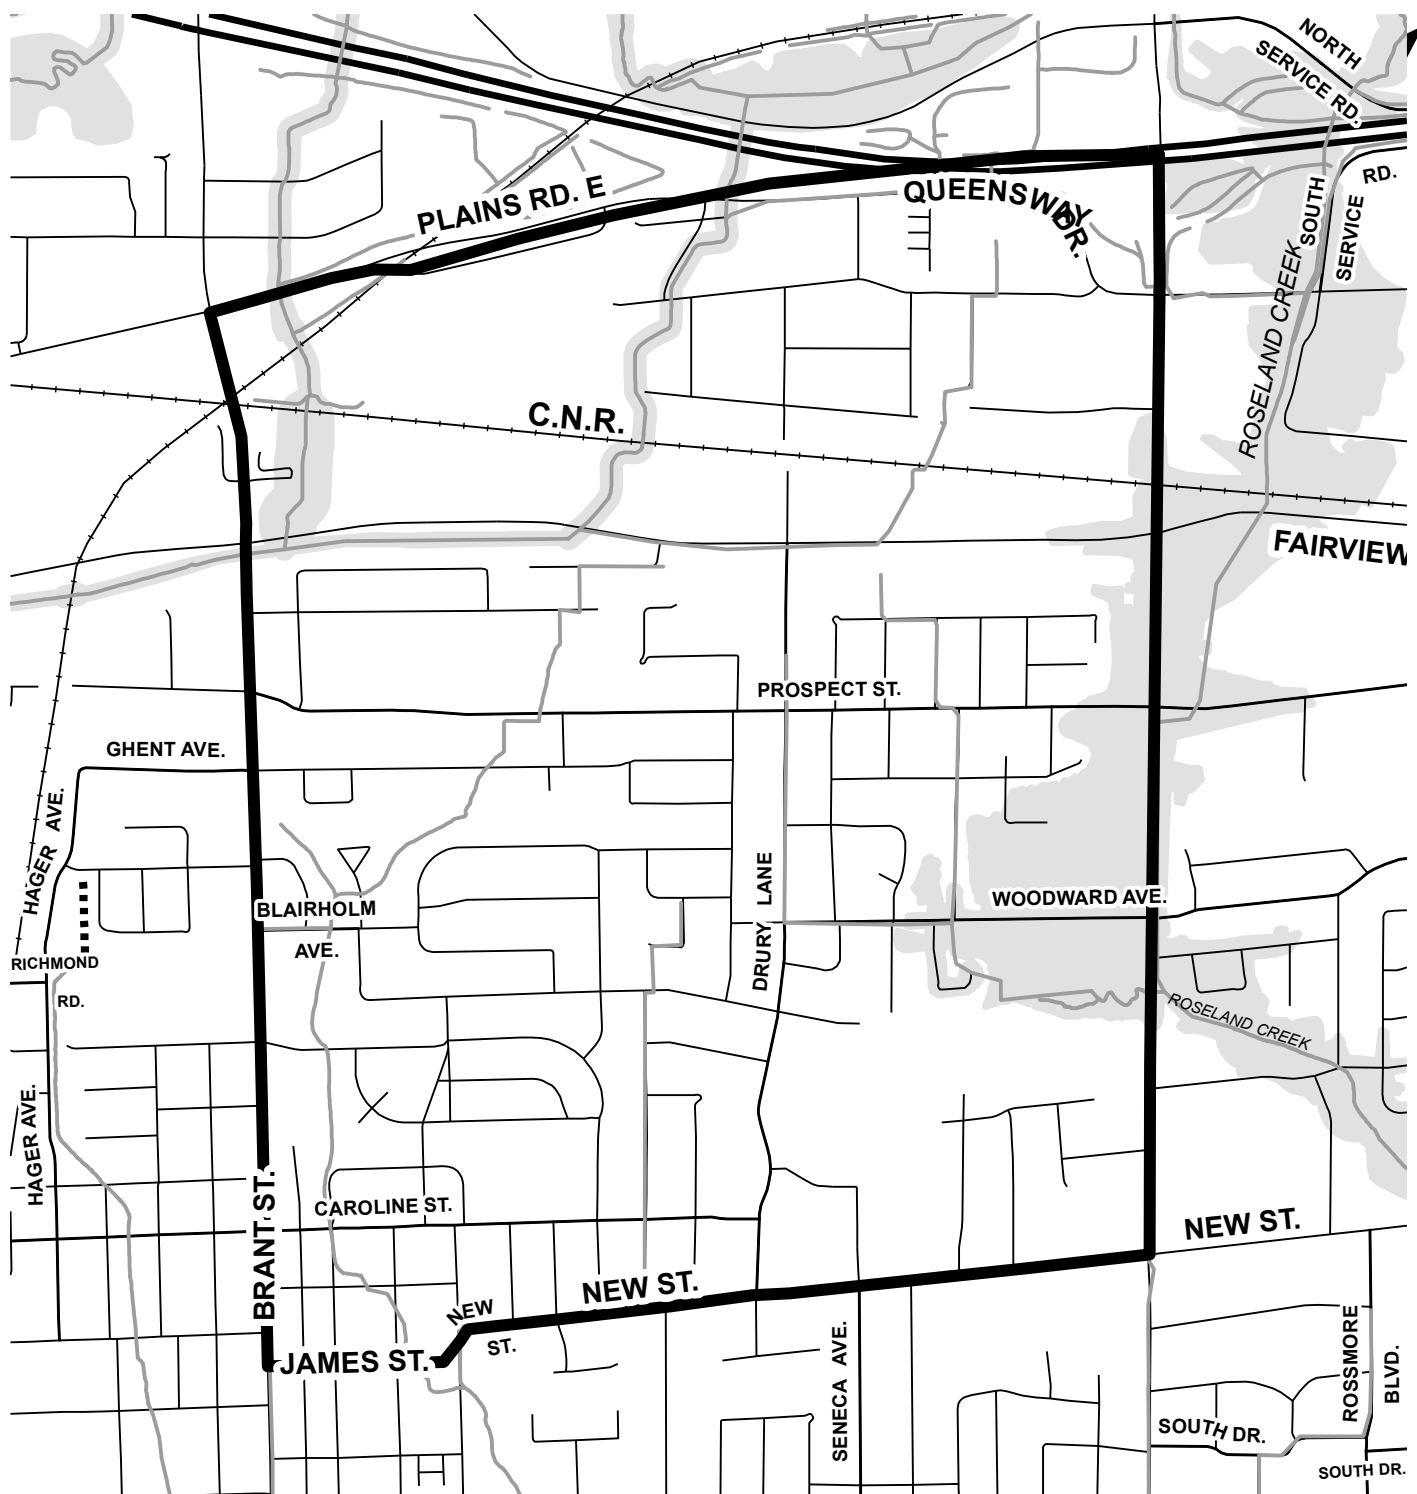 NORTH
SERVICE RD.
PLAINS RD. E
QUEENSWAY
DR.
SOUTH
SERVICE
RD.
ROSELAND CREEK
C.N.R.
FAIRVIEW
PROSPECT ST.
GHENT AVE.
HAGER AVE.
DRURY LANE
WOODWARD AVE.
BLAIRHOLM
AVE.
RICHMOND
RD.
ROSELAND CREEK
HAGER AVE.
BRANT ST.
CAROLINE ST.
NEW ST.
NEW ST.
NEW
ST.
JAMES ST.
SENECA AVE.
ROSSMORE
BLVD.
SOUTH DR.
SOUTH DR.